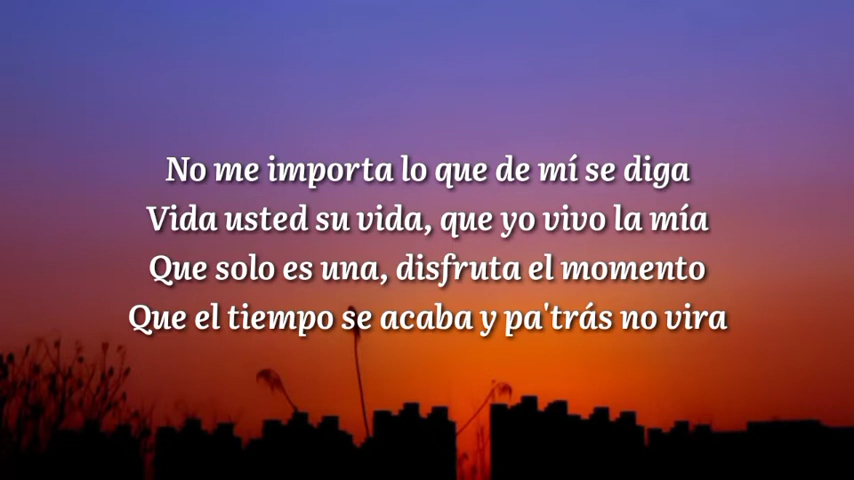 No me importa lo que de mí se diga
Vida usted su vida, que yo vivo la mía
Que solo es una, disfruta el momento
Que el tiempo se acaba y pa'trás no vira